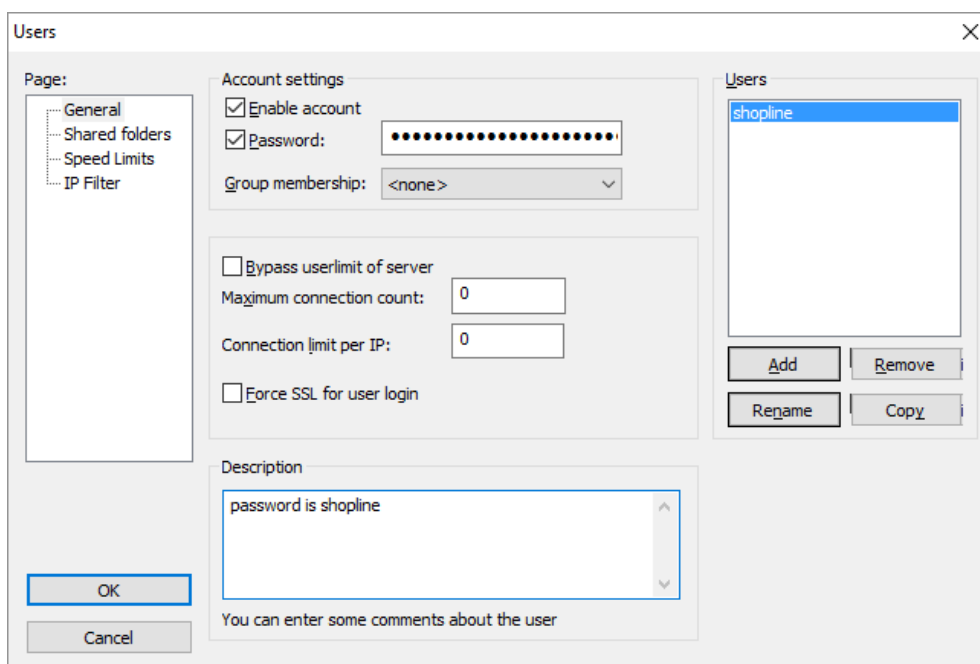 Users
Page:
General
Shared folders
Speed Limits
IP Filter
OK
Cancel
Account settings
Enable account
Password: ••••••••••••••••••••••
Group membership: <none>
Bypass userlimit of server
Maximum connection count: 0
Connection limit per IP: 0
Force SSL for user login
Description
password is shopline
You can enter some comments about the user
Users
shopline
Add Remove
Rename Copy